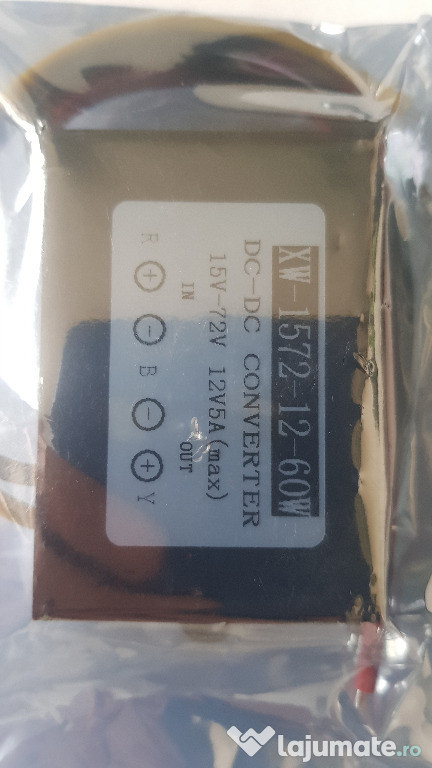 XW-1572-12-60W
DC-DC CONVERTER
15V-72V 12V5A(max)
IN OUT
R + - B - + Y
lajumate.ro